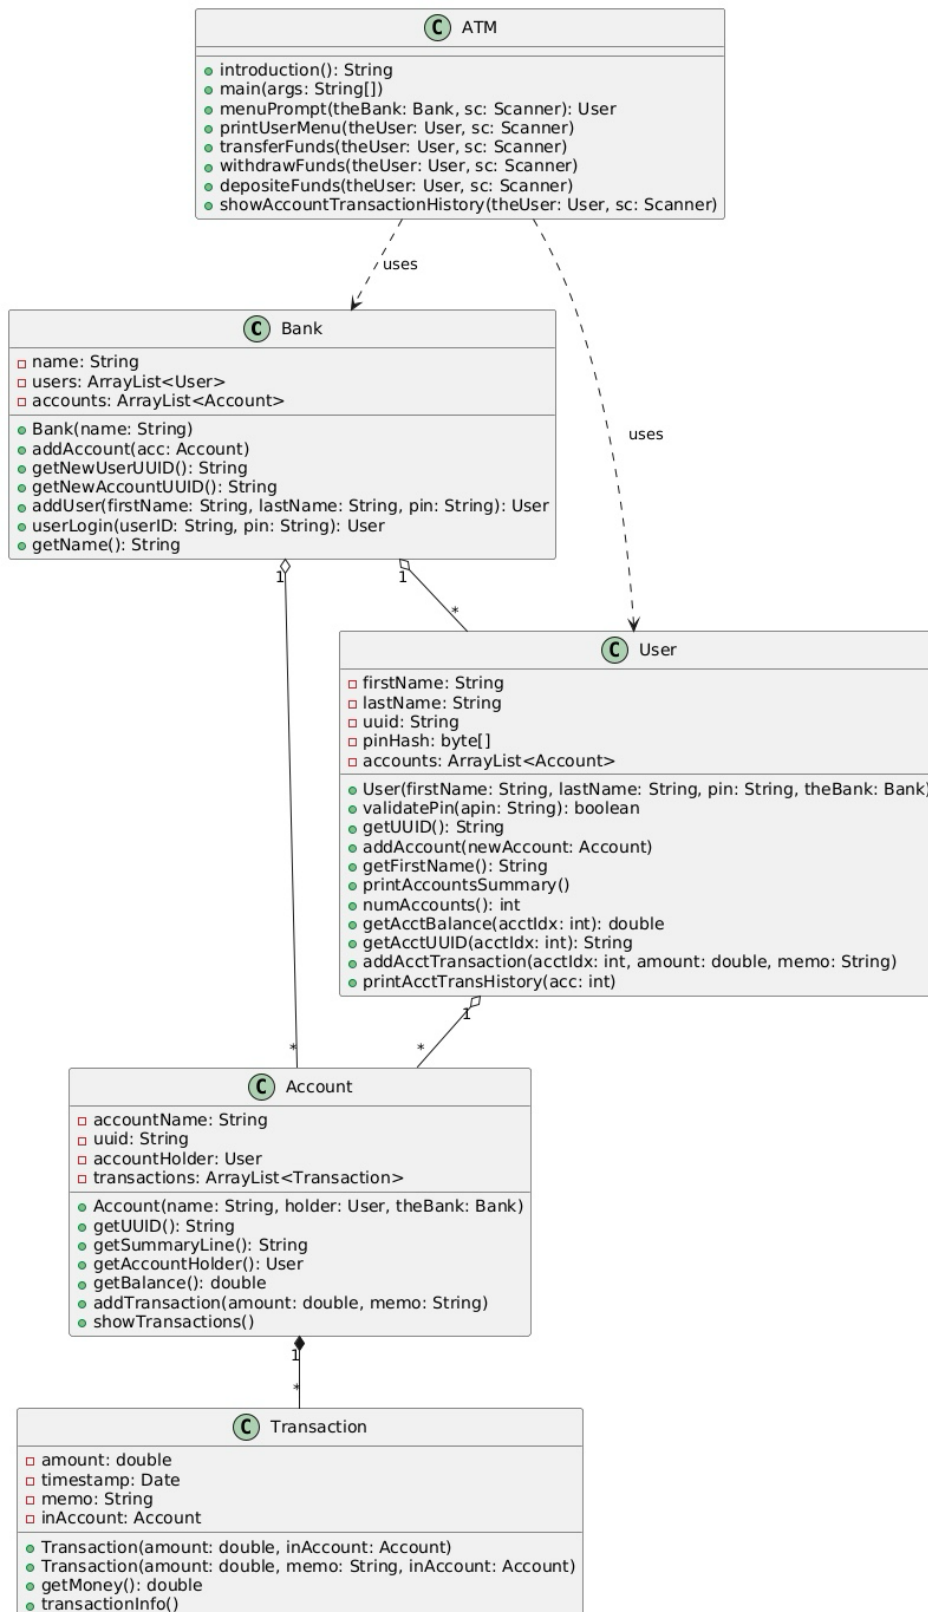 C ATM
introduction(): String
main(args: String[])
menuPrompt(theBank: Bank, sc: Scanner): User
printUserMenu(theUser: User, sc: Scanner)
transferFunds(theUser: User, sc: Scanner)
withdrawFunds(theUser: User, sc: Scanner)
depositeFunds(theUser: User, sc: Scanner)
showAccountTransactionHistory(theUser: User, sc: Scanner)
uses
C Bank
name: String
users: ArrayList<User>
accounts: ArrayList<Account>
Bank(name: String)
addAccount(acc: Account)
getNewUserUUID(): String
getNewAccountUUID(): String
addUser(firstName: String, lastName: String, pin: String): User
userLogin(userID: String, pin: String): User
getName(): String
uses
1
1
*
C User
firstName: String
lastName: String
uuid: String
pinHash: byte[]
accounts: ArrayList<Account>
User(firstName: String, lastName: String, pin: String, theBank: Bank)
validatePin(apin: String): boolean
getUUID(): String
addAccount(newAccount: Account)
getFirstName(): String
printAccountsSummary()
numAccounts(): int
getAcctBalance(acctIdx: int): double
getAcctUUID(acctIdx: int): String
addAcctTransaction(acctIdx: int, amount: double, memo: String)
printAcctTransHistory(acc: int)
1
*
*
C Account
accountName: String
uuid: String
accountHolder: User
transactions: ArrayList<Transaction>
Account(name: String, holder: User, theBank: Bank)
getUUID(): String
getSummaryLine(): String
getAccountHolder(): User
getBalance(): double
addTransaction(amount: double, memo: String)
showTransactions()
1
*
C Transaction
amount: double
timestamp: Date
memo: String
inAccount: Account
Transaction(amount: double, inAccount: Account)
Transaction(amount: double, memo: String, inAccount: Account)
getMoney(): double
transactionInfo()